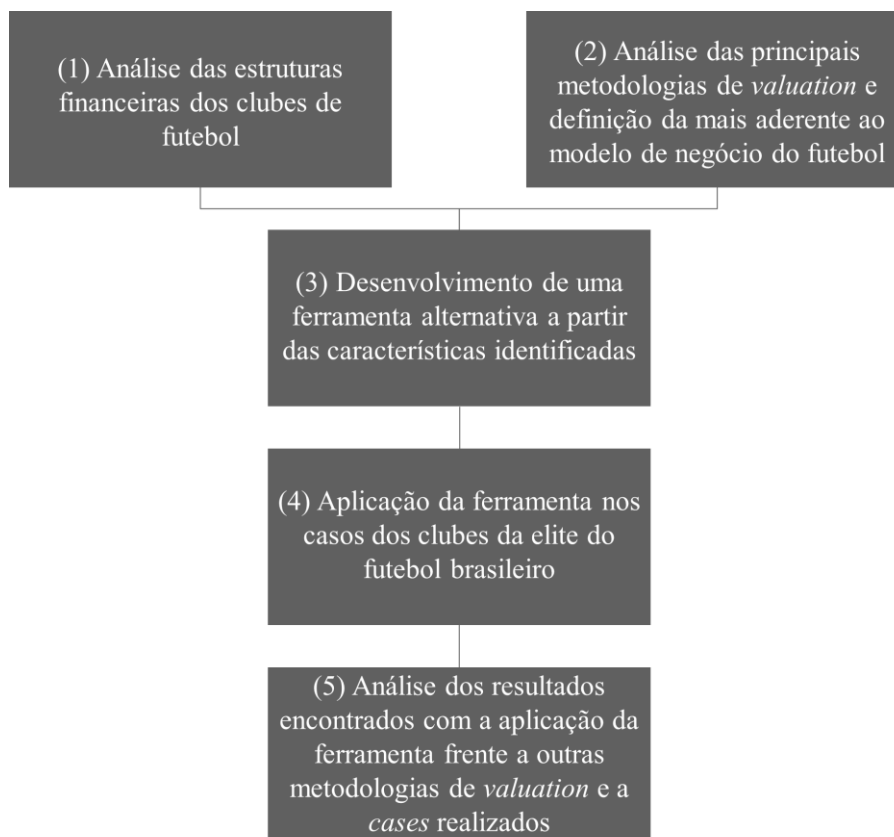 (1) Análise das estruturas
financeiras dos clubes de
futebol
(2) Análise das principais
metodologias de valuation e
definição da mais aderente ao
modelo de negócio do futebol
(3) Desenvolvimento de uma
ferramenta alternativa a partir
das características identificadas
(4) Aplicação da ferramenta nos
casos dos clubes da elite do
futebol brasileiro
(5) Análise dos resultados
encontrados com a aplicação da
ferramenta frente a outras
metodologias de valuation e a
cases realizados